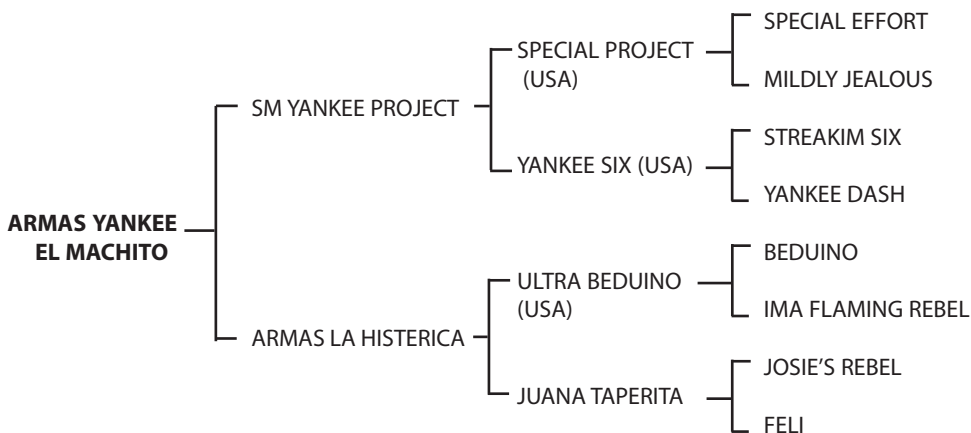 SPECIAL EFFORT
SPECIAL PROJECT
(USA)
MILDLY JEALOUS
SM YANKEE PROJECT
STREAKIM SIX
YANKEE SIX (USA)
YANKEE DASH
ARMAS YANKEE
EL MACHITO
BEDUINO
ULTRA BEDUINO
(USA)
IMA FLAMING REBEL
ARMAS LA HISTERICA
JOSIE'S REBEL
JUANA TAPERITA
FELI